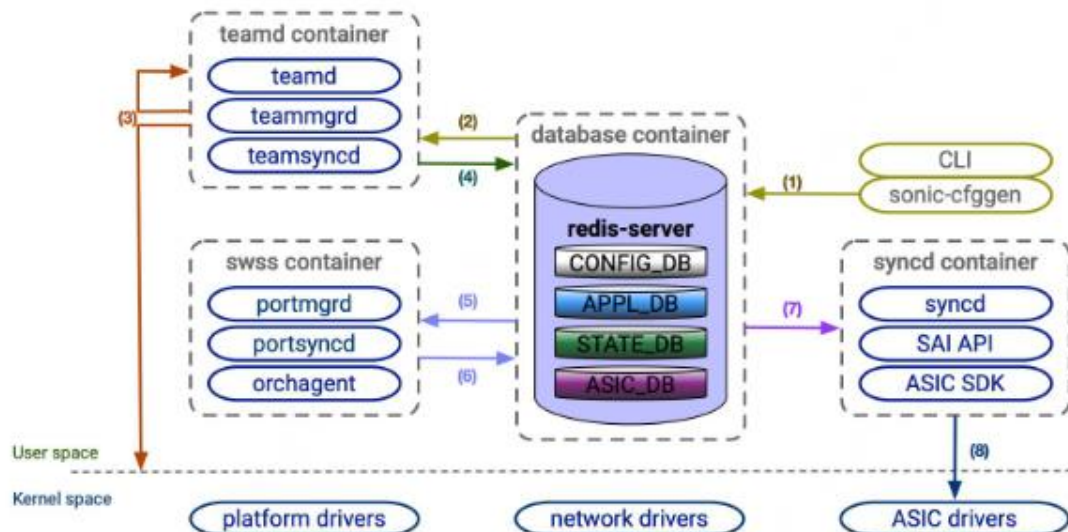 teamd container
teamd
teammgrd
teamsyncd
(3)
(2)
(4)
database container
redis-server
CONFIG_DB
APPL_DB
STATE_DB
ASIC_DB
(1)
CLI
sonic-cfggen
swss container
portmgrd
portsyncd
orchagent
(5)
(6)
(7)
syncd container
syncd
SAI API
ASIC SDK
(8)
User space
Kernel space
platform drivers
network drivers
ASIC drivers